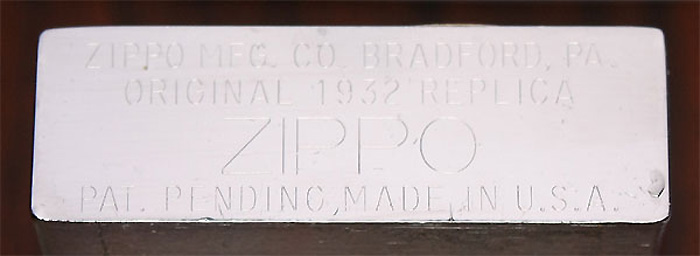 ZIPPO MFG. CO. BRADFORD, PA.
ORIGINAL 1932 REPLICA
ZIPPO
PAT. PENDING, MADE IN U.S.A.